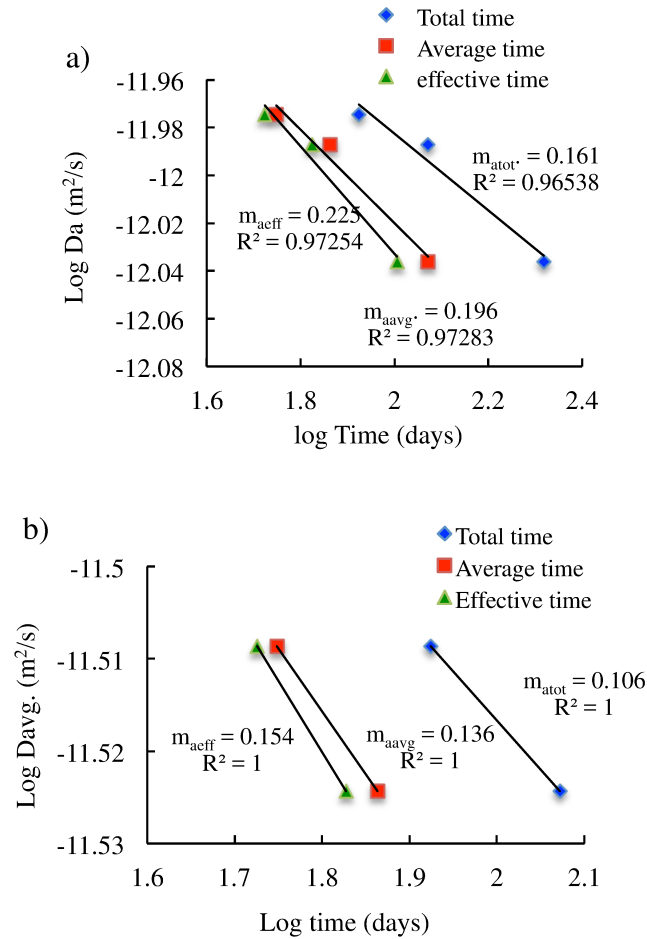 a)
Total time
Average time
effective time
-11.96
-11.98
-12
-12.02
-12.04
-12.06
-12.08
Log Da (m²/s)
m_atot. = 0.161
R² = 0.96538
m_aeff = 0.225
R² = 0.97254
m_aavg. = 0.196
R² = 0.97283
1.6 1.8 2 2.2 2.4
log Time (days)
b)
Total time
Average time
Effective time
-11.5
-11.51
-11.52
-11.53
Log Davg. (m²/s)
m_atot = 0.106
R² = 1
m_aeff = 0.154
R² = 1
m_aavg = 0.136
R² = 1
1.6 1.7 1.8 1.9 2 2.1
Log time (days)